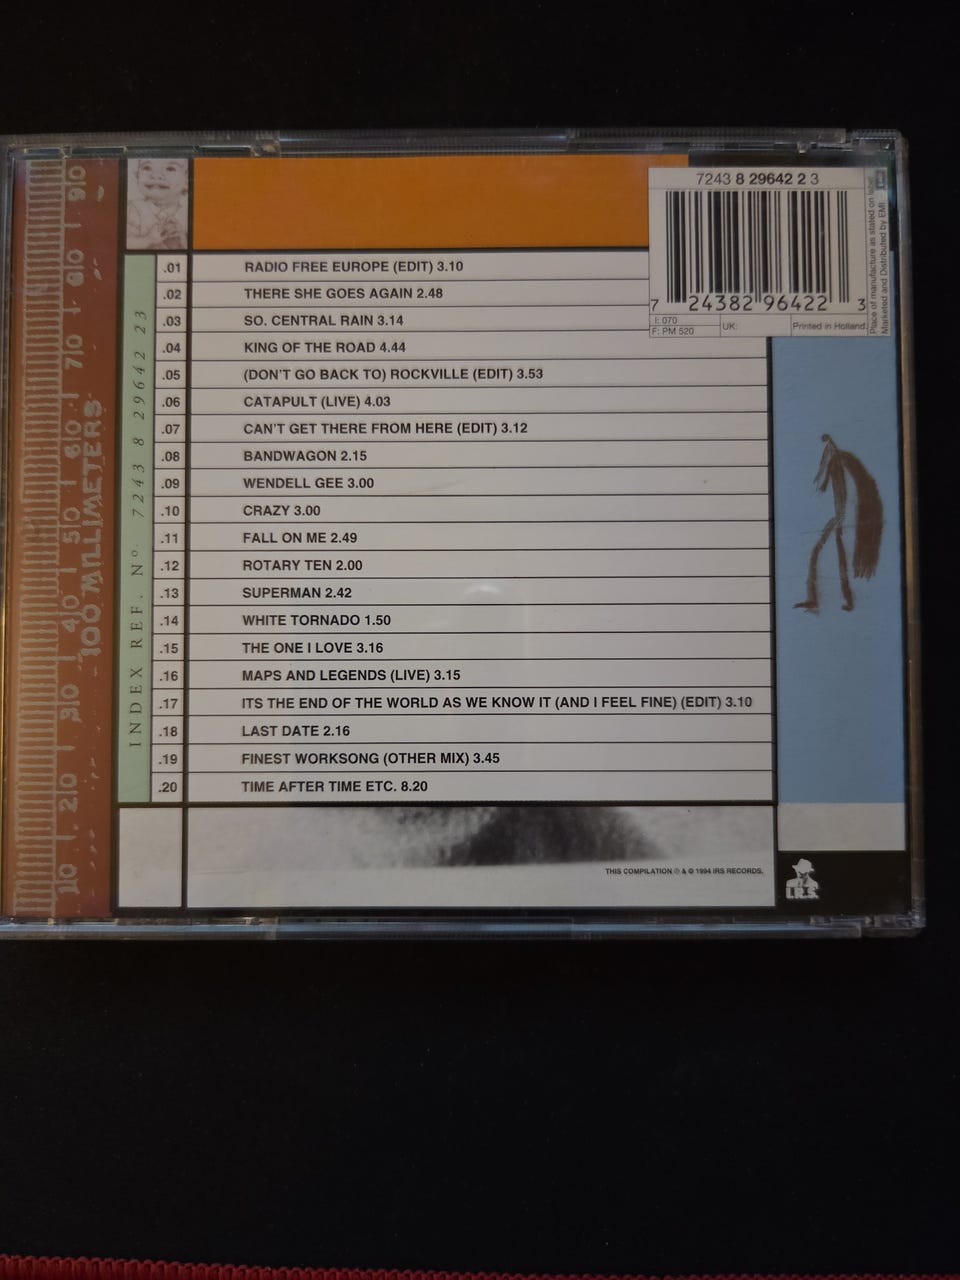 7243 8 29642 2 3
7 24382 96422 3
I: 070
F: PM 520
UK:
Printed in Holland.
Place of manufacture as stated on label
Marketed and Distributed by EMI
.01 RADIO FREE EUROPE (EDIT) 3.10
.02 THERE SHE GOES AGAIN 2.48
.03 SO. CENTRAL RAIN 3.14
.04 KING OF THE ROAD 4.44
.05 (DON'T GO BACK TO) ROCKVILLE (EDIT) 3.53
.06 CATAPULT (LIVE) 4.03
.07 CAN'T GET THERE FROM HERE (EDIT) 3.12
.08 BANDWAGON 2.15
.09 WENDELL GEE 3.00
.10 CRAZY 3.00
.11 FALL ON ME 2.49
.12 ROTARY TEN 2.00
.13 SUPERMAN 2.42
.14 WHITE TORNADO 1.50
.15 THE ONE I LOVE 3.16
.16 MAPS AND LEGENDS (LIVE) 3.15
.17 ITS THE END OF THE WORLD AS WE KNOW IT (AND I FEEL FINE) (EDIT) 3.10
.18 LAST DATE 2.16
.19 FINEST WORKSONG (OTHER MIX) 3.45
.20 TIME AFTER TIME ETC. 8.20
INDEX REF. Nº 7243 8 29642 23
10 20 30 40 50 60 70 80 90
100 MILLIMETERS
THIS COMPILATION ℗ & © 1994 IRS RECORDS.
I.R.S.